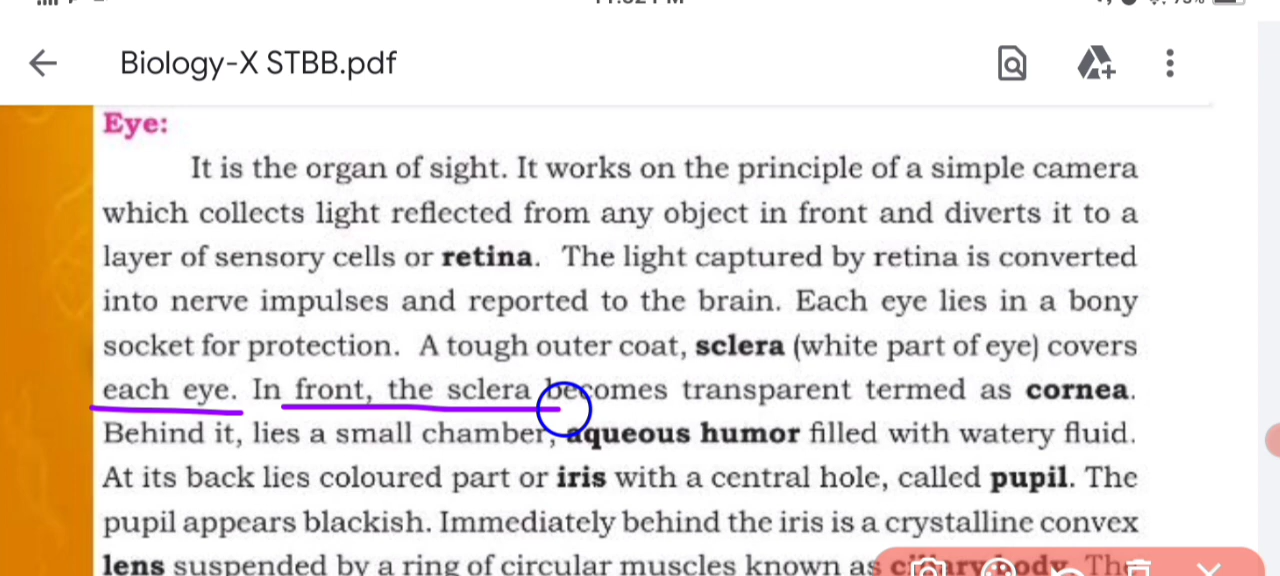 Biology-X STBB.pdf
Eye:
It is the organ of sight. It works on the principle of a simple camera
which collects light reflected from any object in front and diverts it to a
layer of sensory cells or retina. The light captured by retina is converted
into nerve impulses and reported to the brain. Each eye lies in a bony
socket for protection. A tough outer coat, sclera (white part of eye) covers
each eye. In front, the sclera becomes transparent termed as cornea.
Behind it, lies a small chamber, aqueous humor filled with watery fluid.
At its back lies coloured part or iris with a central hole, called pupil. The
pupil appears blackish. Immediately behind the iris is a crystalline convex
lens suspended by a ring of circular muscles known as ciliary body. The